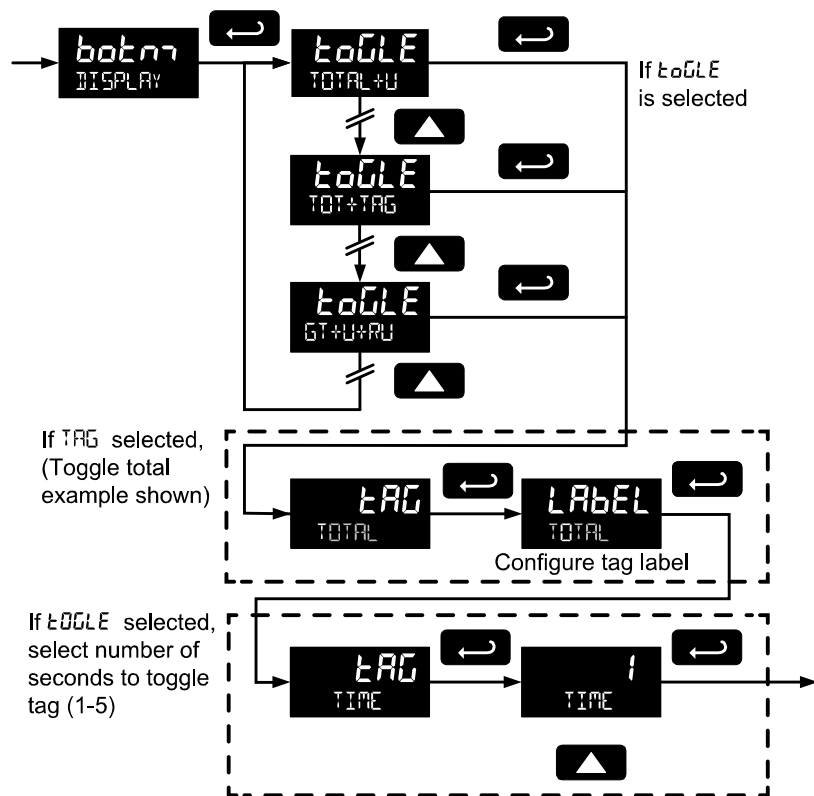 botm
DISPLAY
toGLE
TOTAL+U
If toGLE
is selected
toGLE
TOT+TAG
toGLE
GT+U+RU
If TAG selected,
(Toggle total
example shown)
tAG
TOTAL
LAbEL
TOTAL
Configure tag label
If tOGLE selected,
select number of
seconds to toggle
tag (1-5)
tAG
TIME
1
TIME